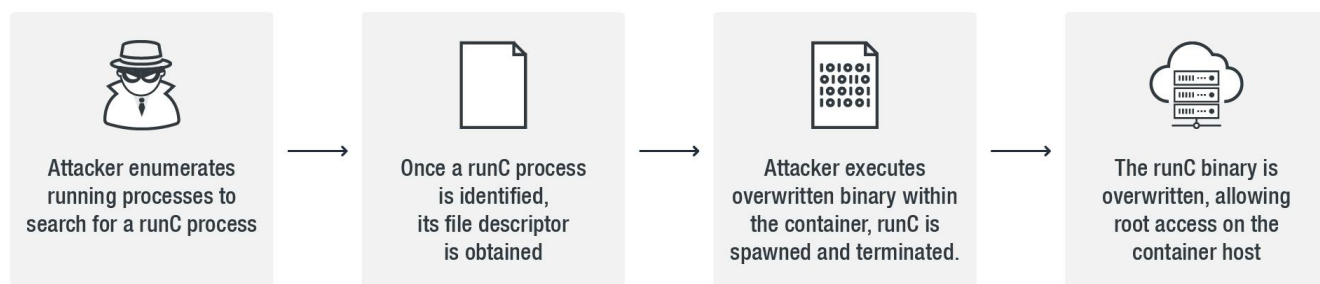 Attacker enumerates
running processes to
search for a runC process
Once a runC process
is identified,
its file descriptor
is obtained
Attacker executes
overwritten binary within
the container, runC is
spawned and terminated.
The runC binary is
overwritten, allowing
root access on the
container host